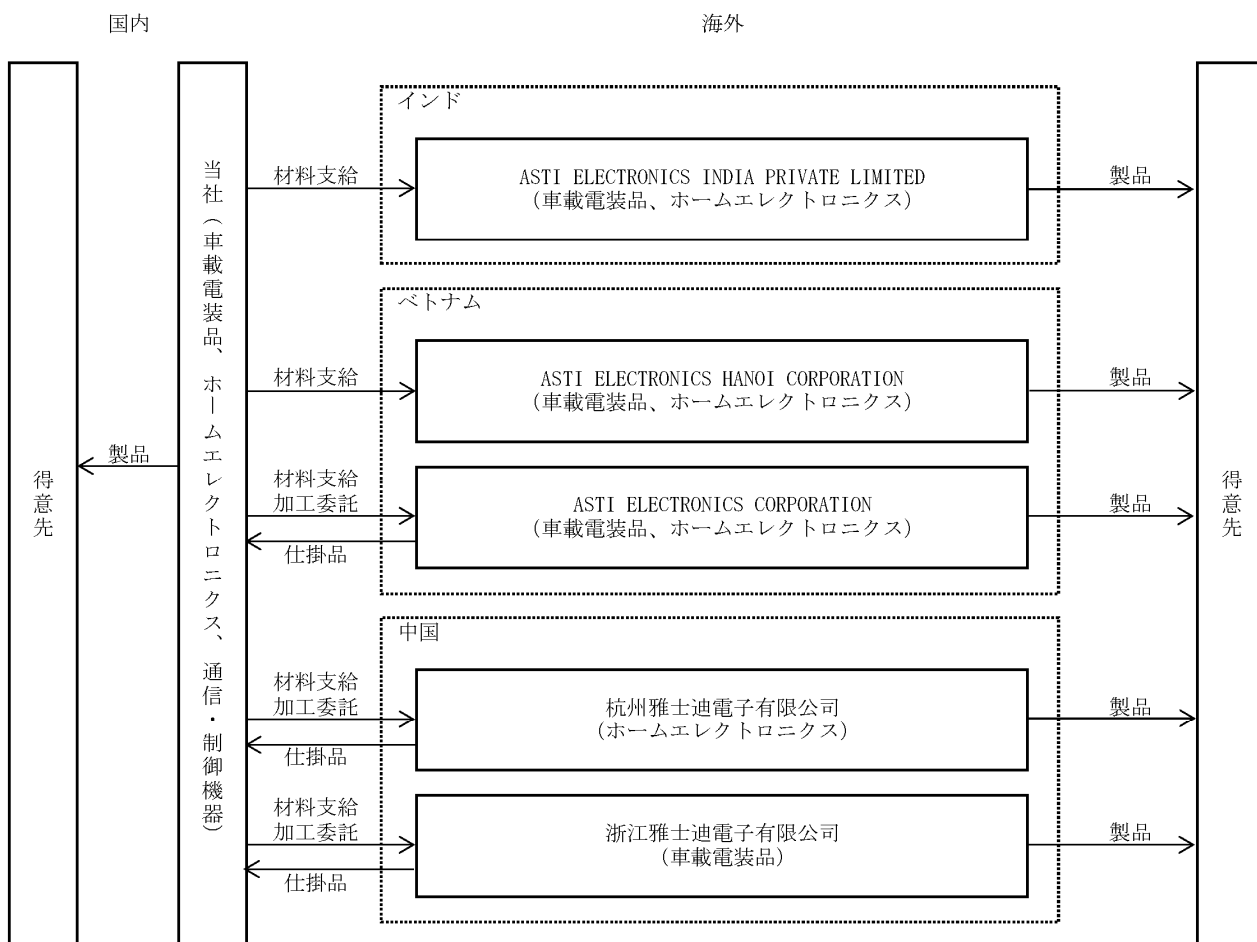 国内
海外
得意先
製品
当社(車載電装品、ホームエレクトロニクス、通信・制御機器)
インド
材料支給
ASTI ELECTRONICS INDIA PRIVATE LIMITED
(車載電装品、ホームエレクトロニクス)
製品
ベトナム
材料支給
ASTI ELECTRONICS HANOI CORPORATION
(車載電装品、ホームエレクトロニクス)
製品
材料支給
加工委託
仕掛品
ASTI ELECTRONICS CORPORATION
(車載電装品、ホームエレクトロニクス)
製品
中国
材料支給
加工委託
仕掛品
杭州雅士迪電子有限公司
(ホームエレクトロニクス)
製品
材料支給
加工委託
仕掛品
浙江雅士迪電子有限公司
(車載電装品)
製品
得意先